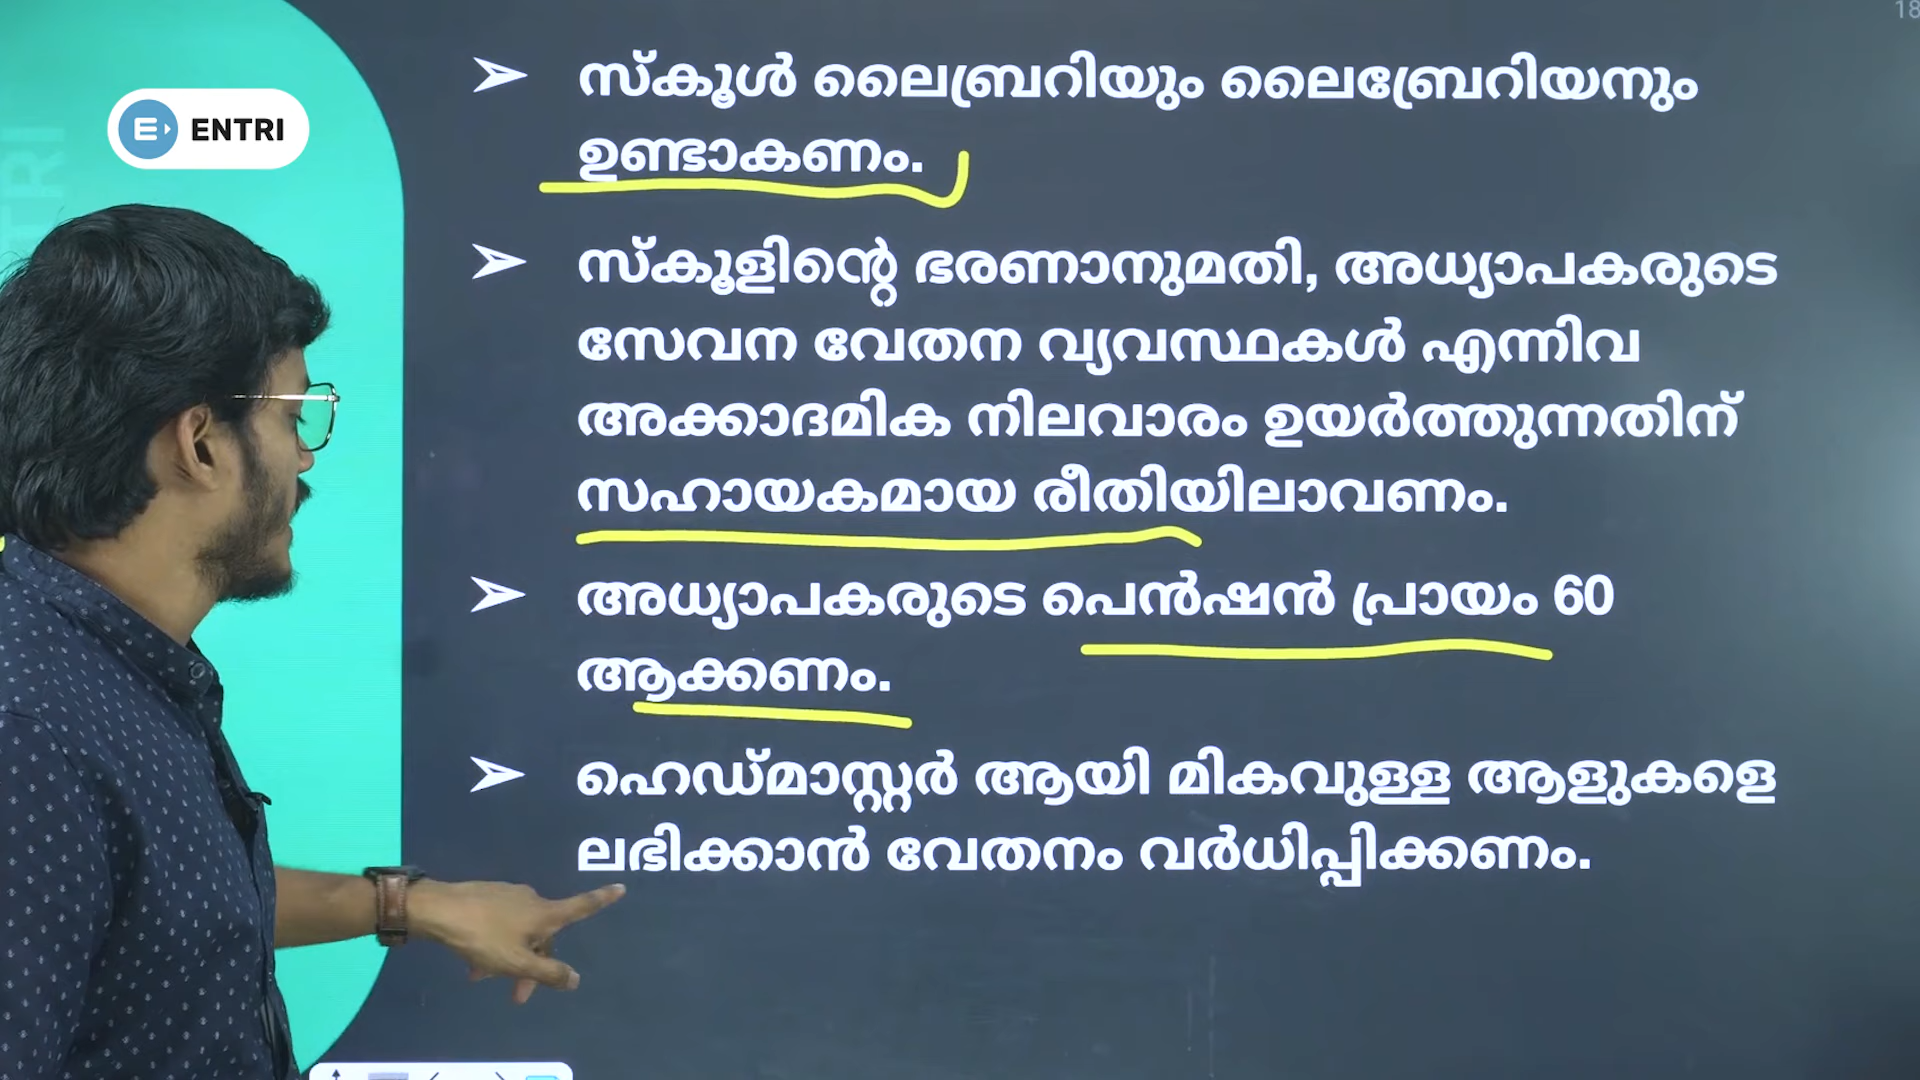 18
ENTRI
സ്കൂൾ ലൈബ്രറിയും ലൈബ്രേറിയനും
ഉണ്ടാകണം.
സ്കൂളിന്റെ ഭരണാനുമതി, അധ്യാപകരുടെ
സേവന വേതന വ്യവസ്ഥകൾ എന്നിവ
അക്കാദമിക നിലവാരം ഉയർത്തുന്നതിന്
സഹായകമായ രീതിയിലാവണം.
അധ്യാപകരുടെ പെൻഷൻ പ്രായം 60
ആക്കണം.
ഹെഡ്മാസ്റ്റർ ആയി മികവുള്ള ആളുകളെ
ലഭിക്കാൻ വേതനം വർധിപ്പിക്കണം.